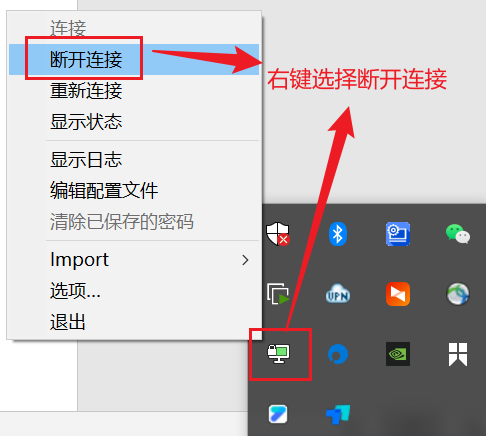 连接
断开连接
右键选择断开连接
重新连接
显示状态
显示日志
编辑配置文件
清除已保存的密码
Import
选项...
退出
VPN